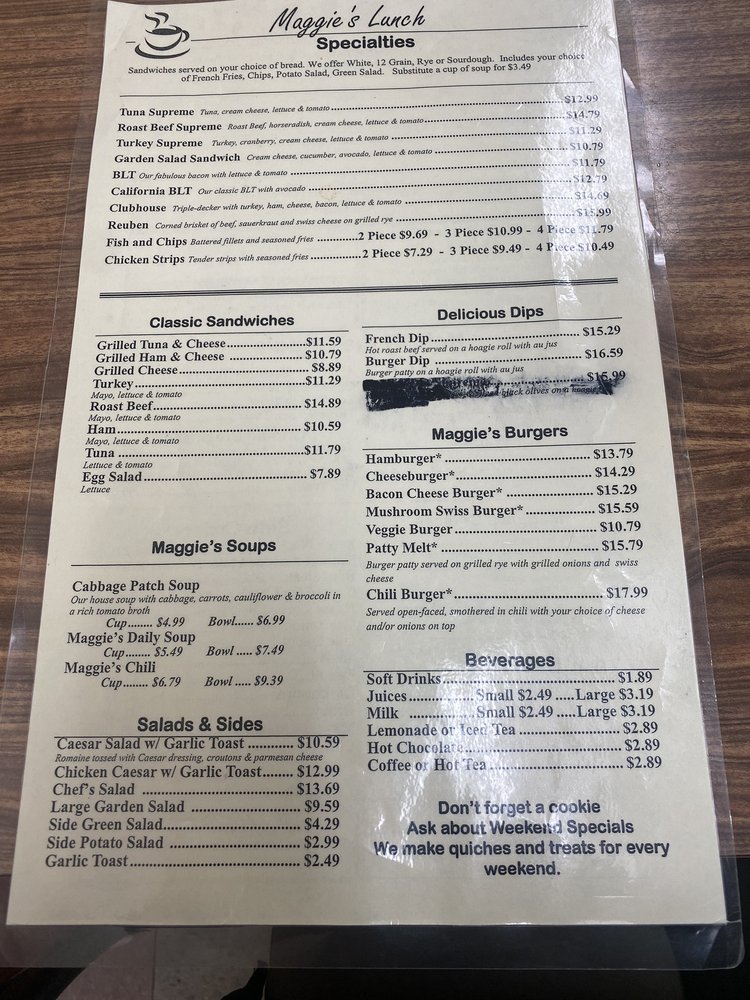 Maggie's Lunch
Specialties
Sandwiches served on your choice of bread. We offer White, 12 Grain, Rye or Sourdough. Includes your choice
of French Fries, Chips, Potato Salad, Green Salad. Substitute a cup of soup for $3.49
Tuna Supreme Tuna, cream cheese, lettuce & tomato $12.99
Roast Beef Supreme Roast Beef, horseradish, cream cheese, lettuce & tomato $14.79
Turkey Supreme Turkey, cranberry, cream cheese, lettuce & tomato $11.29
Garden Salad Sandwich Cream cheese, cucumber, avocado, lettuce & tomato $10.79
BLT Our fabulous bacon with lettuce & tomato $11.79
California BLT Our classic BLT with avocado $12.79
Clubhouse Triple-decker with turkey, ham, cheese, bacon, lettuce & tomato $14.69
Reuben Corned brisket of beef, sauerkraut and swiss cheese on grilled rye $15.99
Fish and Chips Battered fillets and seasoned fries 2 Piece $9.69 - 3 Piece $10.99 - 4 Piece $11.79
Chicken Strips Tender strips with seasoned fries 2 Piece $7.29 - 3 Piece $9.49 - 4 Piece $10.49
Classic Sandwiches
Grilled Tuna & Cheese $11.59
Grilled Ham & Cheese $10.79
Grilled Cheese $8.89
Turkey $11.29
Mayo, lettuce & tomato
Roast Beef $14.89
Mayo, lettuce & tomato
Ham $10.59
Mayo, lettuce & tomato
Tuna $11.79
Lettuce & tomato
Egg Salad $7.89
Lettuce
Maggie's Soups
Cabbage Patch Soup
Our house soup with cabbage, carrots, cauliflower & broccoli in
a rich tomato broth
Cup........ $4.99 Bowl...... $6.99
Maggie's Daily Soup
Cup........ $5.49 Bowl ..... $7.49
Maggie's Chili
Cup........ $6.79 Bowl ..... $9.39
Salads & Sides
Caesar Salad w/ Garlic Toast $10.59
Romaine tossed with Caesar dressing, croutons & parmesan cheese
Chicken Caesar w/ Garlic Toast $12.99
Chef's Salad $13.69
Large Garden Salad $9.59
Side Green Salad $4.29
Side Potato Salad $2.99
Garlic Toast $2.49
Delicious Dips
French Dip $15.29
Hot roast beef served on a hoagie roll with au jus
Burger Dip $16.59
Burger patty on a hoagie roll with au jus
$15.99
black olives on a hoagie
Maggie's Burgers
Hamburger* $13.79
Cheeseburger* $14.29
Bacon Cheese Burger* $15.29
Mushroom Swiss Burger* $15.59
Veggie Burger $10.79
Patty Melt* $15.79
Burger patty served on grilled rye with grilled onions and swiss
cheese
Chili Burger* $17.99
Served open-faced, smothered in chili with your choice of cheese
and/or onions on top
Beverages
Soft Drinks $1.89
Juices Small $2.49 .....Large $3.19
Milk Small $2.49 .....Large $3.19
Lemonade or Iced Tea $2.89
Hot Chocolate $2.89
Coffee or Hot Tea $2.89
Don't forget a cookie
Ask about Weekend Specials
We make quiches and treats for every
weekend.